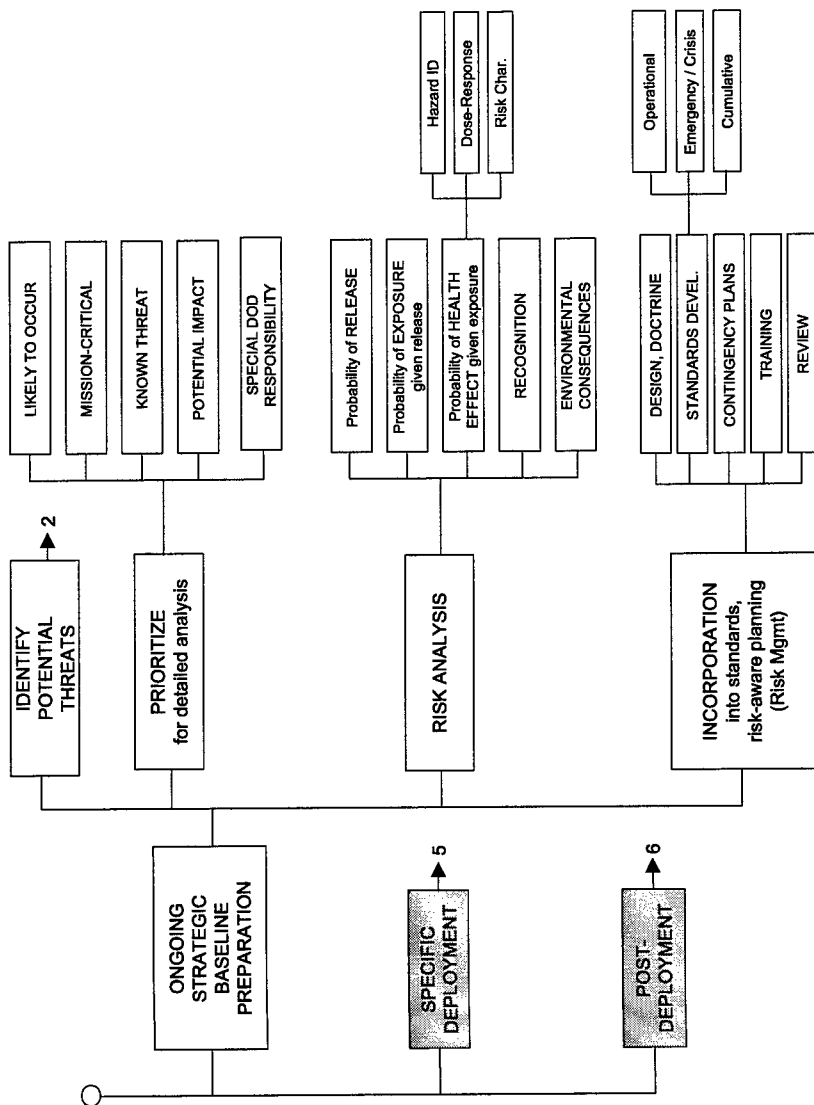 ONGOING
STRATEGIC
BASELINE
PREPARATION
SPECIFIC
DEPLOYMENT
5
POST-
DEPLOYMENT
6
IDENTIFY
POTENTIAL
THREATS
2
PRIORITIZE
for detailed analysis
RISK ANALYSIS
INCORPORATION
into standards,
risk-aware planning
(Risk Mgmt)
LIKELY TO OCCUR
MISSION-CRITICAL
KNOWN THREAT
POTENTIAL IMPACT
SPECIAL DOD
RESPONSIBILITY
Probability of RELEASE
Probability of EXPOSURE
given release
Probability of HEALTH
EFFECT given exposure
RECOGNITION
ENVIRONMENTAL
CONSEQUENCES
Hazard ID
Dose-Response
Risk Char.
DESIGN, DOCTRINE
STANDARDS DEVEL.
CONTINGENCY PLANS
TRAINING
REVIEW
Operational
Emergency / Crisis
Cumulative